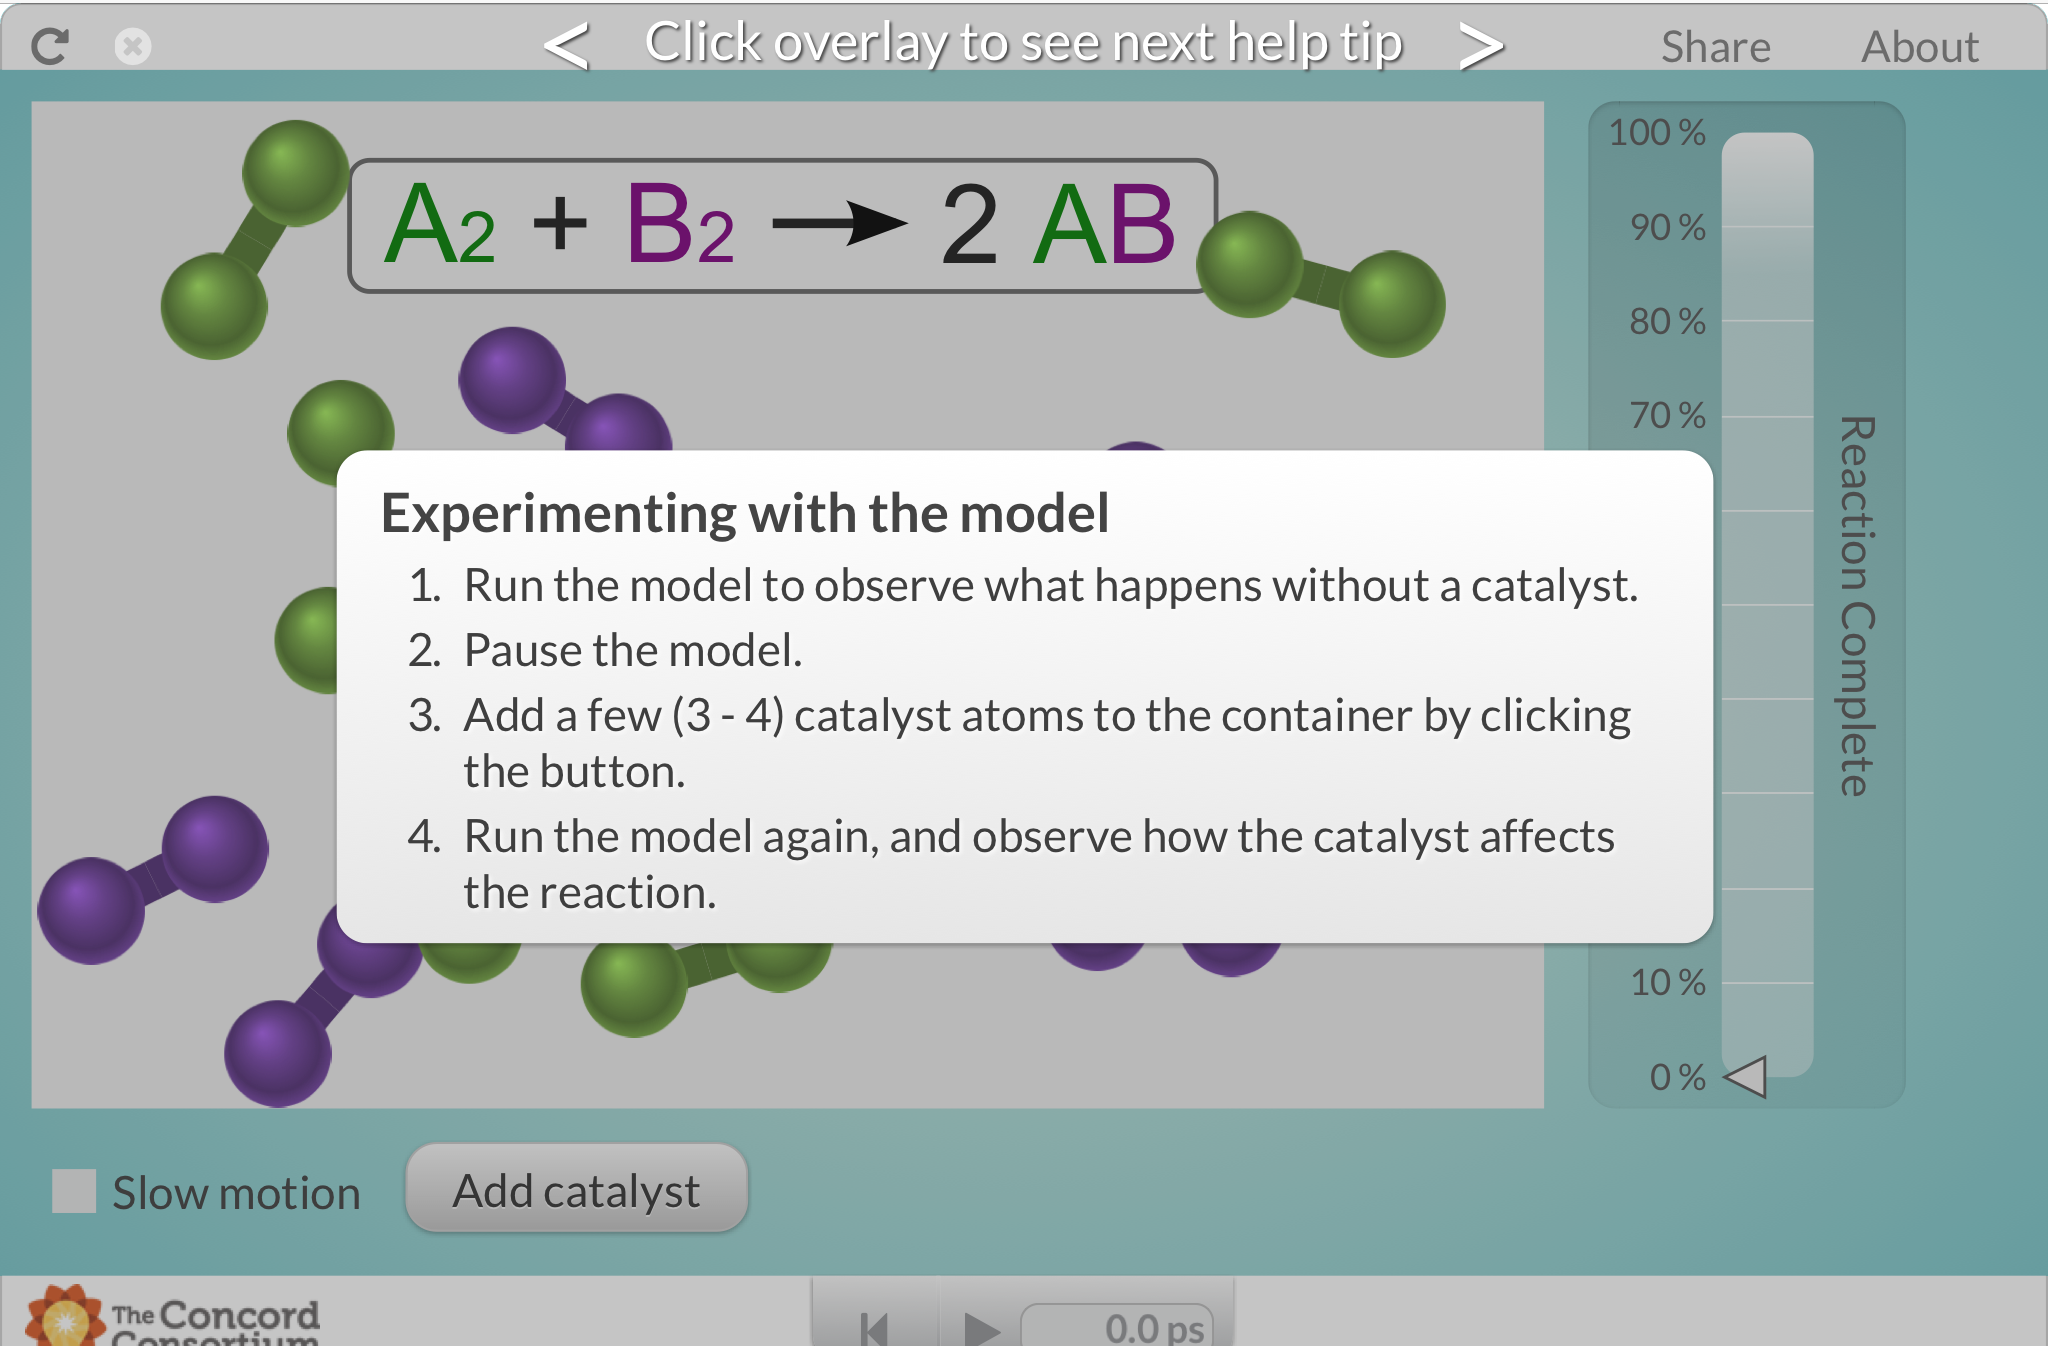 < Click overlay to see next help tip >
Share About
A2 + B2 → 2 AB
100 %
90 %
80 %
70 %
10 %
0 %
Reaction Complete
Experimenting with the model
1. Run the model to observe what happens without a catalyst.
2. Pause the model.
3. Add a few (3 - 4) catalyst atoms to the container by clicking
the button.
4. Run the model again, and observe how the catalyst affects
the reaction.
Slow motion
Add catalyst
The Concord
Consortium
0.0 ps